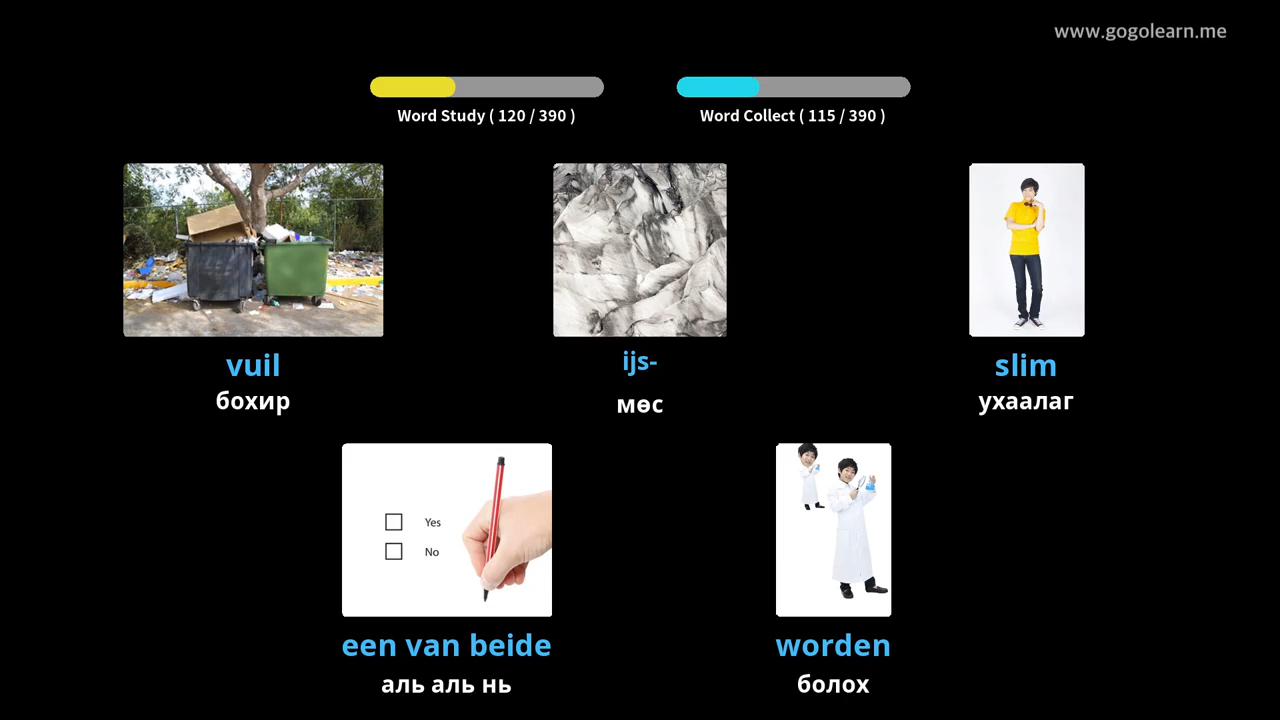 www.gogolearn.me
Word Study ( 120 / 390 )
Word Collect ( 115 / 390 )
vuil
бохир
ijs-
мөс
slim
ухаалаг
Yes
No
een van beide
аль аль нь
worden
болох